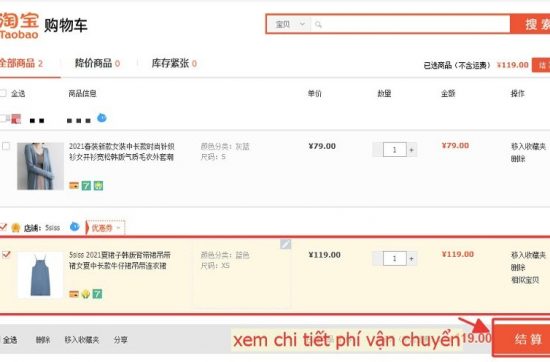 淘宝
Taobao
购物车
宝贝
搜索
全部商品 2
降价商品 0
库存紧张 0
已选商品（不含运费） ¥119.00 结算
全选 商品信息 单价 数量 金额 操作
2021春装新款女装中长款时尚针织
衫女开衫宽松韩版气质毛衣外套潮
颜色分类：灰蓝
尺码：S
¥79.00
- 1 +
¥79.00
移入收藏夹
删除
店铺：5siss 优惠券
5siss 2021夏裙子韩版背带裙吊带
裙女夏中长款牛仔裙吊带连衣裙
颜色分类：蓝色
尺码：XS
¥119.00
- 1 +
¥119.00
移入收藏夹
删除
相似宝贝
全选 删除 移入收藏夹 分享
xem chi tiết phí vận chuyển
19.00
结算